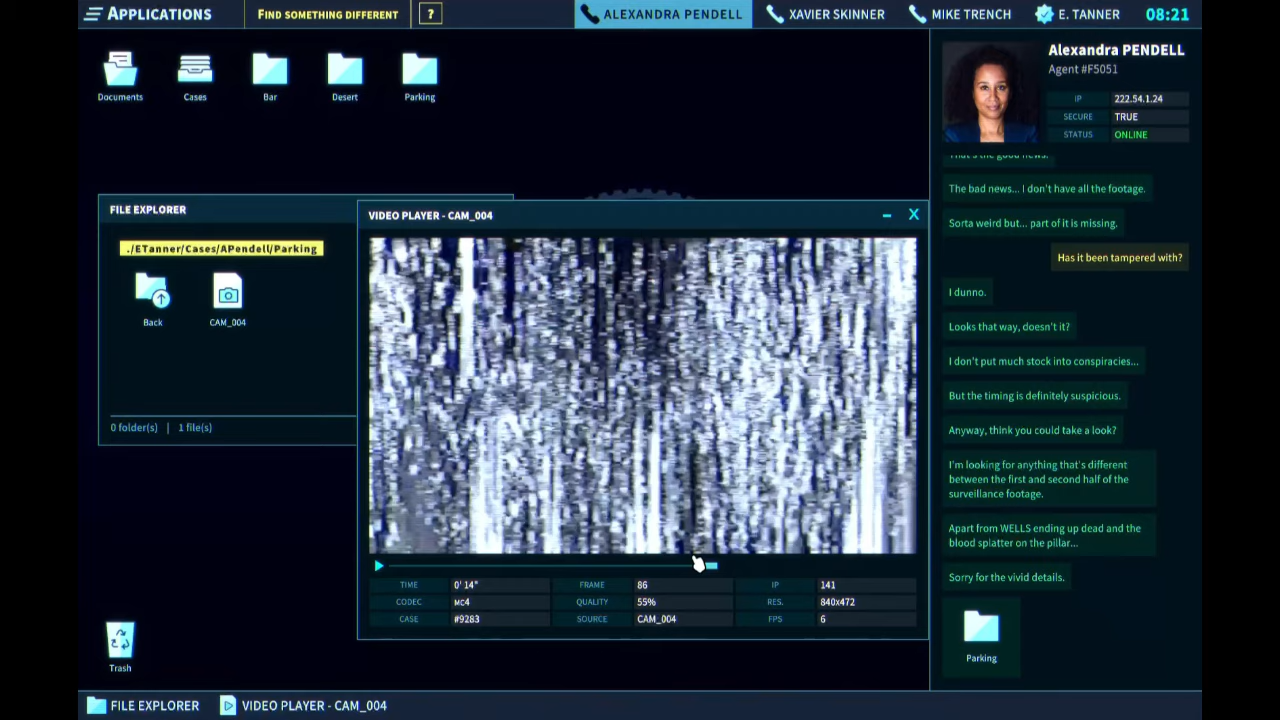 APPLICATIONS
FIND SOMETHING DIFFERENT
?
ALEXANDRA PENDELL
XAVIER SKINNER
MIKE TRENCH
E. TANNER
08:21
Documents
Cases
Bar
Desert
Parking
FILE EXPLORER
./ETanner/Cases/APendell/Parking
Back
CAM_004
0 folder(s) | 1 file(s)
VIDEO PLAYER - CAM_004
TIME 0' 14" FRAME 86 IP 141
CODEC MC4 QUALITY 55% RES. 840x472
CASE #9283 SOURCE CAM_004 FPS 6
Alexandra PENDELL
Agent #F5051
IP 222.54.1.24
SECURE TRUE
STATUS ONLINE
That's the good news.
The bad news... I don't have all the footage.
Sorta weird but... part of it is missing.
Has it been tampered with?
I dunno.
Looks that way, doesn't it?
I don't put much stock into conspiracies...
But the timing is definitely suspicious.
Anyway, think you could take a look?
I'm looking for anything that's different
between the first and second half of the
surveillance footage.
Apart from WELLS ending up dead and the
blood splatter on the pillar...
Sorry for the vivid details.
Parking
Trash
FILE EXPLORER
VIDEO PLAYER - CAM_004